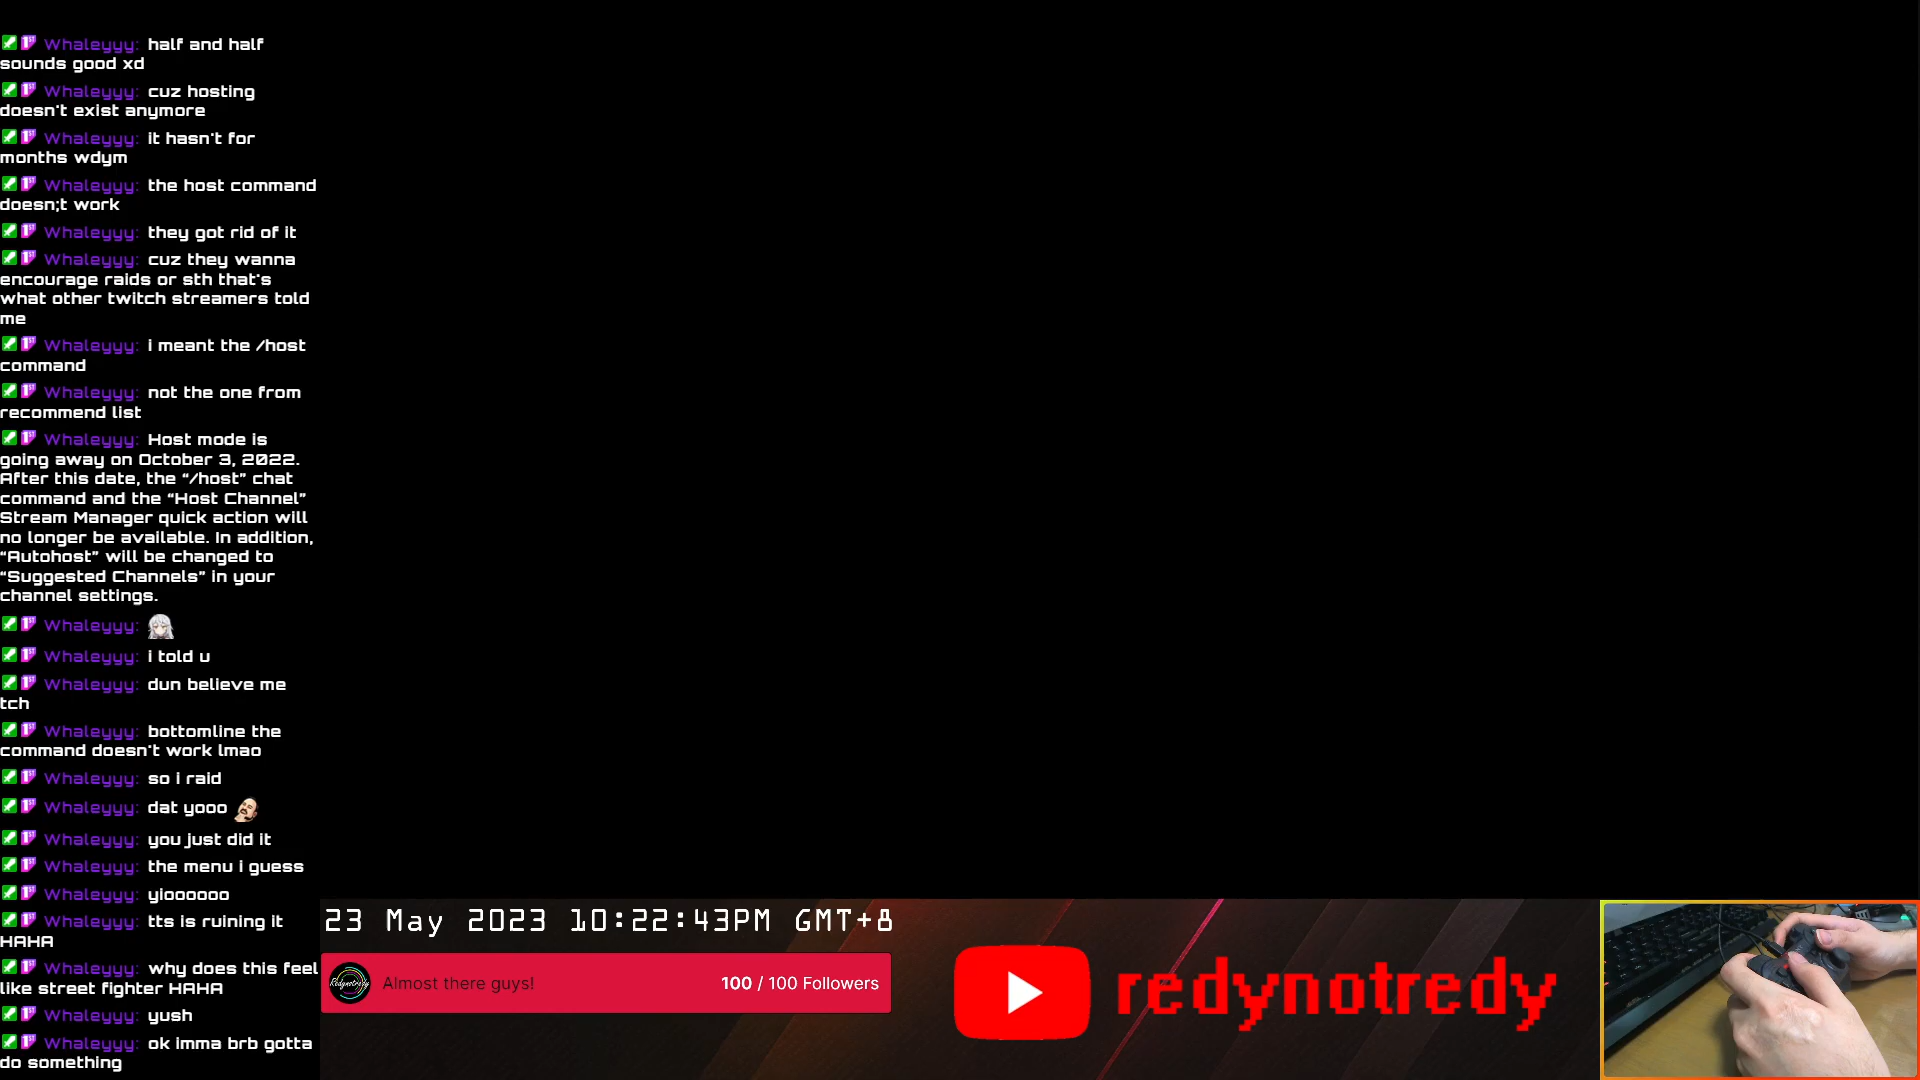 Whaleyyy: half and half
sounds good xd
Whaleyyy: cuz hosting
doesn't exist anymore
Whaleyyy: it hasn't for
months wdym
Whaleyyy: the host command
doesn;t work
Whaleyyy: they got rid of it
Whaleyyy: cuz they wanna
encourage raids or sth that's
what other twitch streamers told
me
Whaleyyy: i meant the /host
command
Whaleyyy: not the one from
recommend list
Whaleyyy: Host mode is
going away on October 3, 2022.
After this date, the “/host” chat
command and the “Host Channel”
Stream Manager quick action will
no longer be available. In addition,
“Autohost” will be changed to
“Suggested Channels” in your
channel settings.
Whaleyyy:
Whaleyyy: i told u
Whaleyyy: dun believe me
tch
Whaleyyy: bottomline the
command doesn't work lmao
Whaleyyy: so i raid
Whaleyyy: dat yooo
Whaleyyy: you just did it
Whaleyyy: the menu i guess
Whaleyyy: yioooooo
Whaleyyy: tts is ruining it
HAHA
Whaleyyy: why does this feel
like street fighter HAHA
Whaleyyy: yush
Whaleyyy: ok imma brb gotta
do something
23 May 2023 10:22:43PM GMT+8
Redynotredy
Almost there guys!
100 / 100 Followers
redynotredy